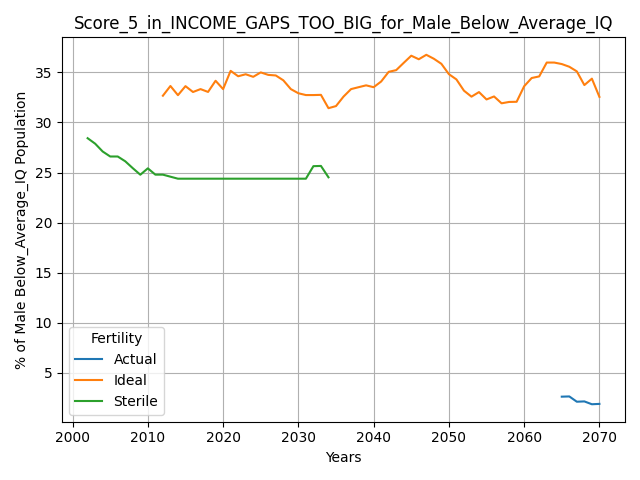 Score_5_in_INCOME_GAPS_TOO_BIG_for_Male_Below_Average_IQ
% of Male Below_Average_IQ Population
35
30
25
20
15
10
5
Fertility
Actual
Ideal
Sterile
2000 2010 2020 2030 2040 2050 2060 2070
Years